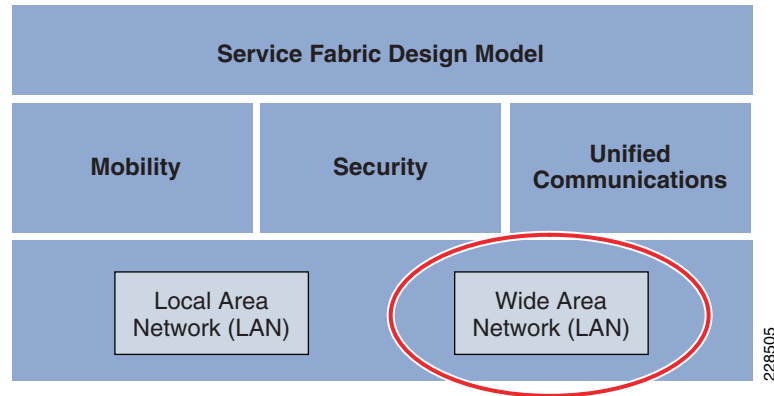 Service Fabric Design Model
Mobility
Security
Unified
Communications
Local Area
Network (LAN)
Wide Area
Network (LAN)
228505